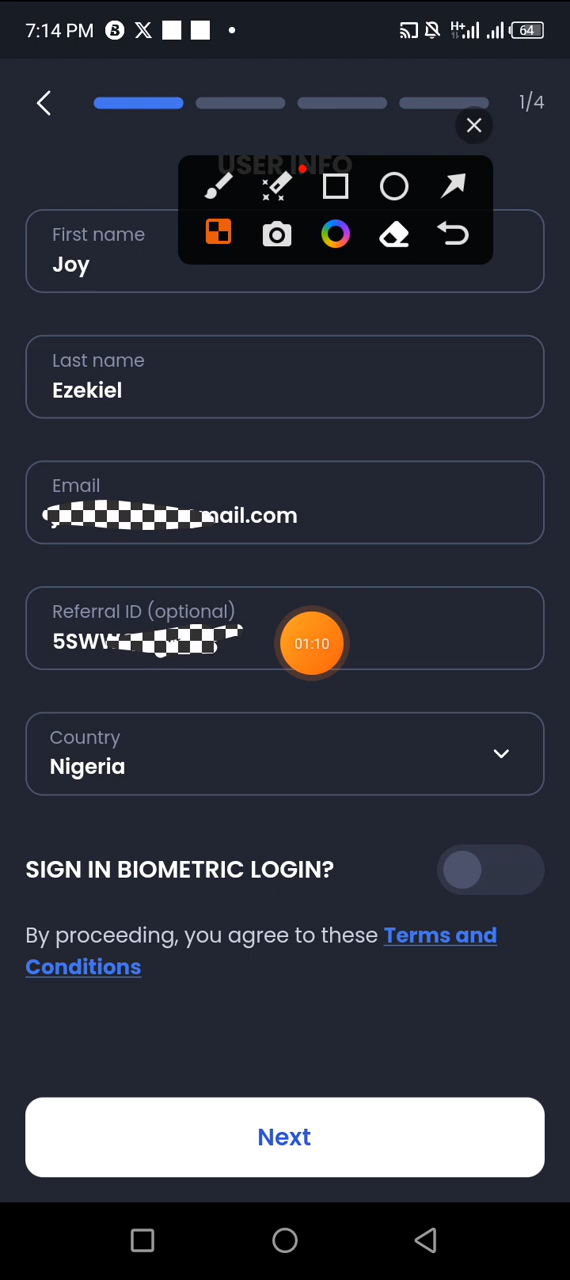 7:14 PM
H+
64
1/4
USER INFO
First name
Joy
Last name
Ezekiel
Email
mail.com
Referral ID (optional)
5SWW
01:10
Country
Nigeria
SIGN IN BIOMETRIC LOGIN?
By proceeding, you agree to these Terms and
Conditions
Next